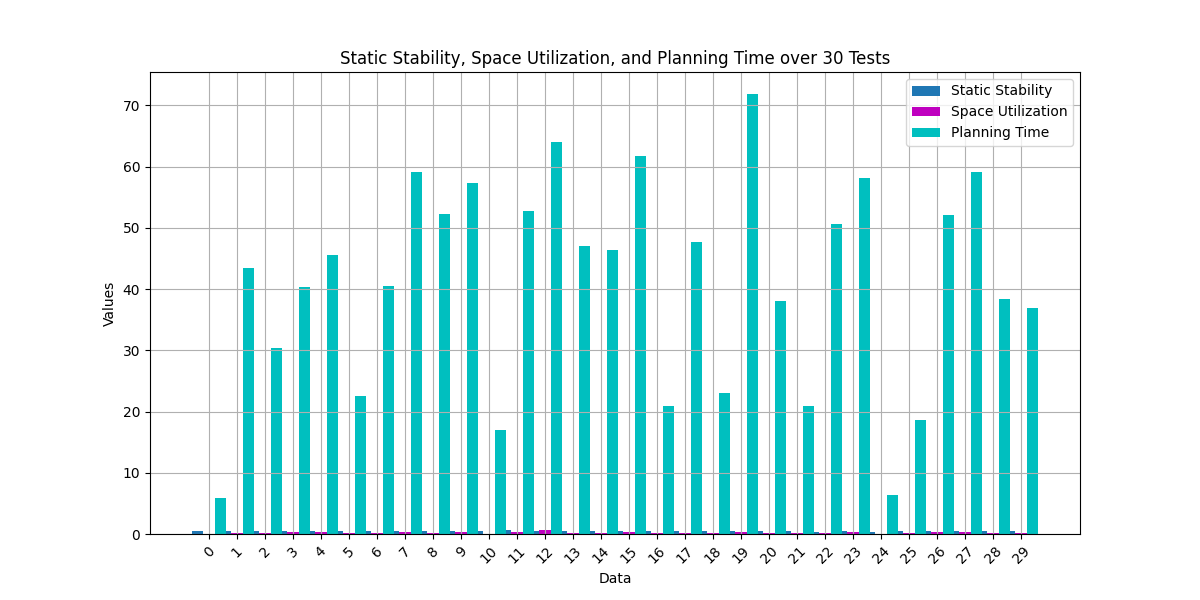 Static Stability, Space Utilization, and Planning Time over 30 Tests
Static Stability
Space Utilization
Planning Time
Values
70
60
50
40
30
20
10
0
0 1 2 3 4 5 6 7 8 9 10 11 12 13 14 15 16 17 18 19 20 21 22 23 24 25 26 27 28 29
Data